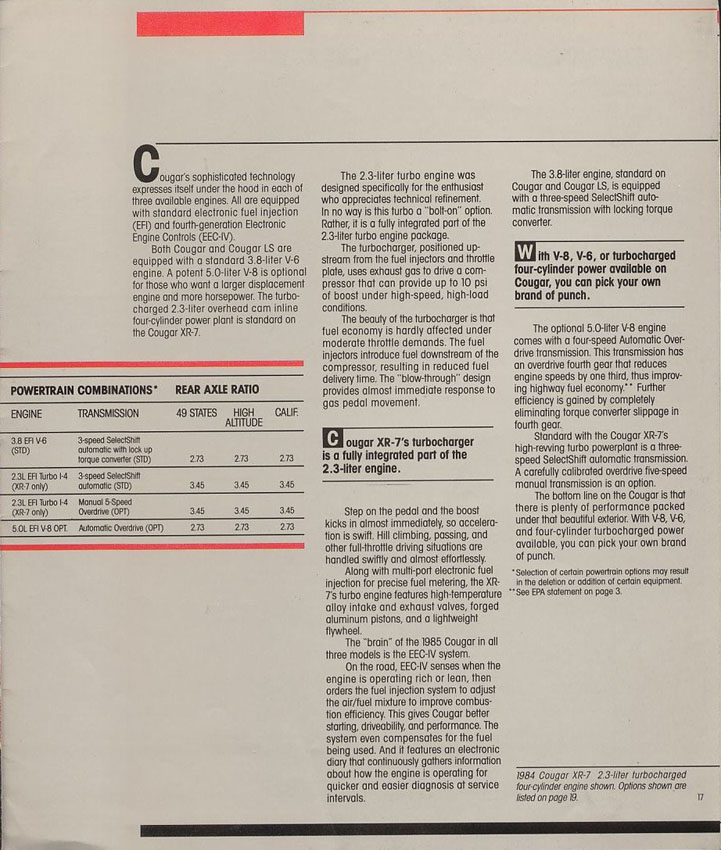 Cougar's sophisticated technology
expresses itself under the hood in each of
three available engines. All are equipped
with standard electronic fuel injection
(EFI) and fourth-generation Electronic
Engine Controls (EEC-IV).
Both Cougar and Cougar LS are
equipped with a standard 3.8-liter V-6
engine. A potent 5.0-liter V-8 is optional
for those who want a larger displacement
engine and more horsepower. The turbo-
charged 2.3-liter overhead cam inline
four-cylinder power plant is standard on
the Cougar XR-7.
POWERTRAIN COMBINATIONS* REAR AXLE RATIO
ENGINE TRANSMISSION 49 STATES HIGH ALTITUDE CALIF.
3.8 EFI V-6 3-speed SelectShift
(STD) automatic with lock up
torque converter (STD) 2.73 2.73 2.73
2.3L EFI Turbo I-4 3-speed SelectShift
(XR-7 only) automatic (STD) 3.45 3.45 3.45
2.3L EFI Turbo I-4 Manual 5-Speed
(XR-7 only) Overdrive (OPT) 3.45 3.45 3.45
5.0L EFI V-8 OPT. Automatic Overdrive (OPT) 2.73 2.73 2.73
The 2.3-liter turbo engine was
designed specifically for the enthusiast
who appreciates technical refinement.
In no way is this turbo a "bolt-on" option.
Rather, it is a fully integrated part of the
2.3-liter turbo engine package.
The turbocharger, positioned up-
stream from the fuel injectors and throttle
plate, uses exhaust gas to drive a com-
pressor that can provide up to 10 psi
of boost under high-speed, high-load
conditions.
The beauty of the turbocharger is that
fuel economy is hardly affected under
moderate throttle demands. The fuel
injectors introduce fuel downstream of the
compressor, resulting in reduced fuel
delivery time. The "blow-through" design
provides almost immediate response to
gas pedal movement.
Cougar XR-7's turbocharger
is a fully integrated part of the
2.3-liter engine.
Step on the pedal and the boost
kicks in almost immediately, so accelera-
tion is swift. Hill climbing, passing, and
other full-throttle driving situations are
handled swiftly and almost effortlessly.
Along with multi-port electronic fuel
injection for precise fuel metering, the XR-
7's turbo engine features high-temperature
alloy intake and exhaust valves, forged
aluminum pistons, and a lightweight
flywheel.
The "brain" of the 1985 Cougar in all
three models is the EEC-IV system.
On the road, EEC-IV senses when the
engine is operating rich or lean, then
orders the fuel injection system to adjust
the air/fuel mixture to improve combus-
tion efficiency. This gives Cougar better
starting, driveability, and performance. The
system even compensates for the fuel
being used. And it features an electronic
diary that continuously gathers information
about how the engine is operating for
quicker and easier diagnosis at service
intervals.
The 3.8-liter engine, standard on
Cougar and Cougar LS, is equipped
with a three-speed SelectShift auto-
matic transmission with locking torque
converter.
With V-8, V-6, or turbocharged
four-cylinder power available on
Cougar, you can pick your own
brand of punch.
The optional 5.0-liter V-8 engine
comes with a four-speed Automatic Over-
drive transmission. This transmission has
an overdrive fourth gear that reduces
engine speeds by one third, thus improv-
ing highway fuel economy.** Further
efficiency is gained by completely
eliminating torque converter slippage in
fourth gear.
Standard with the Cougar XR-7's
high-revving turbo powerplant is a three-
speed SelectShift automatic transmission.
A carefully calibrated overdrive five-speed
manual transmission is an option.
The bottom line on the Cougar is that
there is plenty of performance packed
under that beautiful exterior. With V-8, V-6,
and four-cylinder turbocharged power
available, you can pick your own brand
of punch.
*Selection of certain powertrain options may result
in the deletion or addition of certain equipment.
**See EPA statement on page 3.
1984 Cougar XR-7 2.3-liter turbocharged
four-cylinder engine shown. Options shown are
listed on page 19.
17